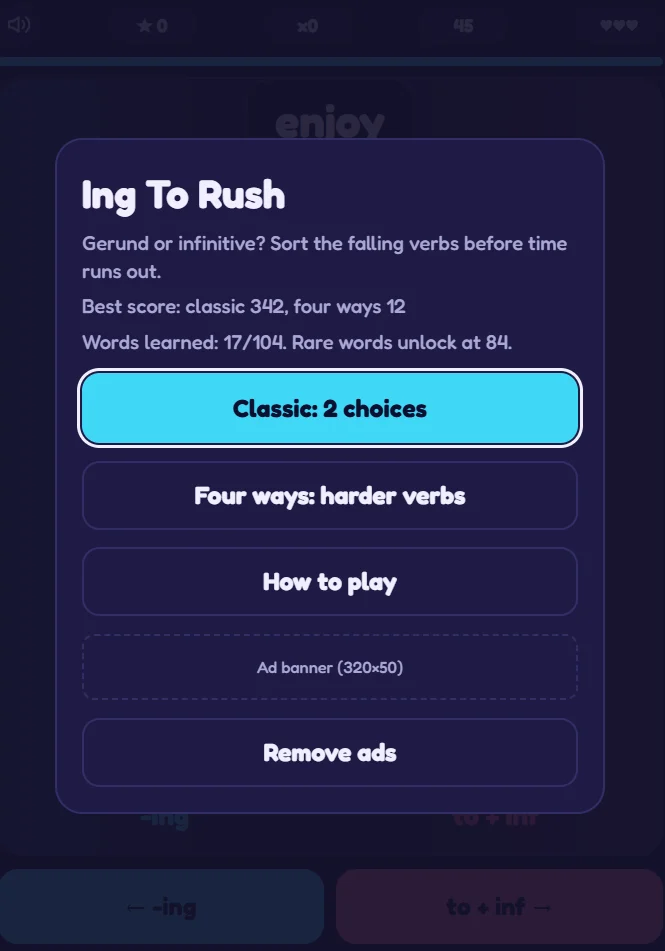 ★ 0
x0
45
♥♥♥
enjoy
Ing To Rush
Gerund or infinitive? Sort the falling verbs before time
runs out.
Best score: classic 342, four ways 12
Words learned: 17/104. Rare words unlock at 84.
Classic: 2 choices
Four ways: harder verbs
How to play
Ad banner (320×50)
Remove ads
-ing
to + inf
← -ing
to + inf →